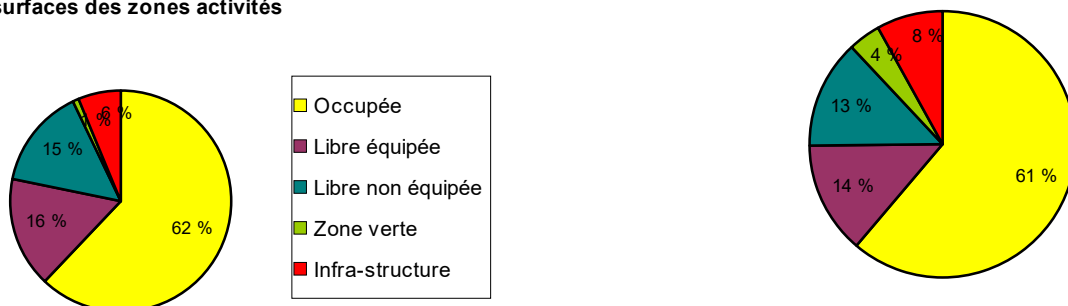 surfaces des zones activités
6 %
1 %
15 %
16 %
62 %
Occupée
Libre équipée
Libre non équipée
Zone verte
Infra-structure
8 %
4 %
13 %
14 %
61 %